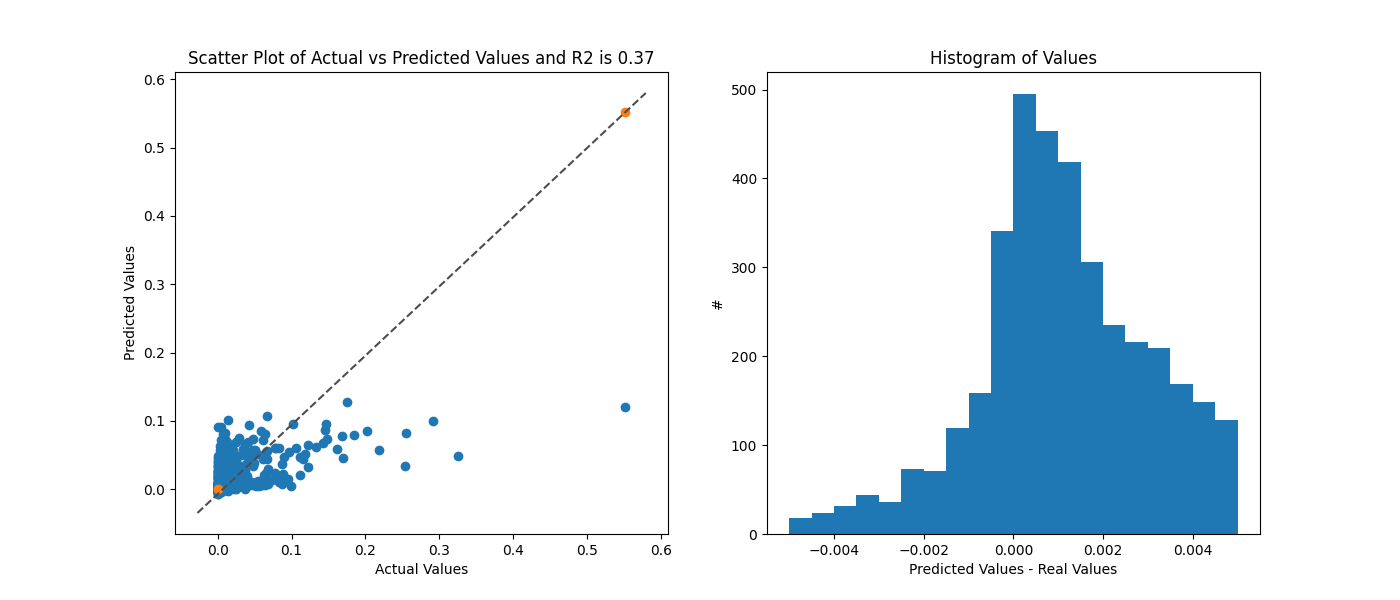 Scatter Plot of Actual vs Predicted Values and R2 is 0.37
0.6
0.5
0.4
0.3
0.2
0.1
0.0
Predicted Values
0.0 0.1 0.2 0.3 0.4 0.5 0.6
Actual Values
Histogram of Values
500
400
300
200
100
0
#
−0.004 −0.002 0.000 0.002 0.004
Predicted Values - Real Values